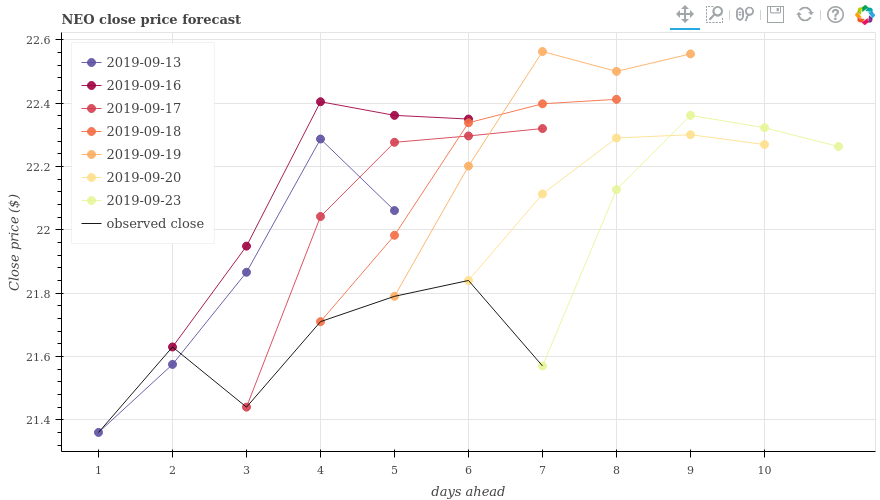 NEO close price forecast
22.6
22.4
22.2
22
21.8
21.6
21.4
Close price ($)
2019-09-13
2019-09-16
2019-09-17
2019-09-18
2019-09-19
2019-09-20
2019-09-23
observed close
1 2 3 4 5 6 7 8 9 10
days ahead